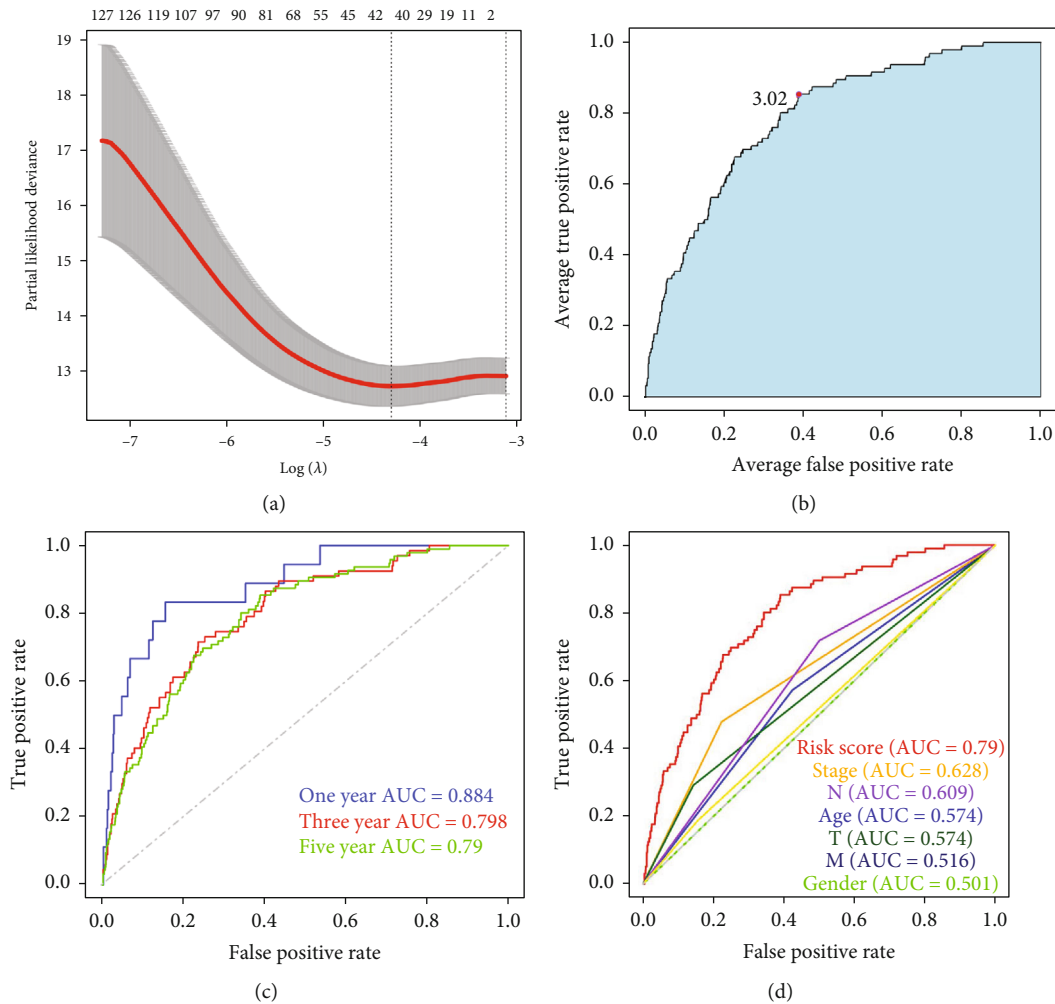 127 126 119 107 97 90 81 68 55 45 42 40 29 19 11 2
19
18
17
16
15
14
13
Partial likelihood deviance
–7 –6 –5 –4 –3
Log (λ)
(a)
1.0
0.8
0.6
0.4
0.2
0.0
Average true positive rate
3.02
0.0 0.2 0.4 0.6 0.8 1.0
Average false positive rate
(b)
1.0
0.8
0.6
0.4
0.2
0.0
True positive rate
One year AUC = 0.884
Three year AUC = 0.798
Five year AUC = 0.79
0.0 0.2 0.4 0.6 0.8 1.0
False positive rate
(c)
1.0
0.8
0.6
0.4
0.2
0.0
True positive rate
Risk score (AUC = 0.79)
Stage (AUC = 0.628)
N (AUC = 0.609)
Age (AUC = 0.574)
T (AUC = 0.574)
M (AUC = 0.516)
Gender (AUC = 0.501)
0.0 0.2 0.4 0.6 0.8 1.0
False positive rate
(d)